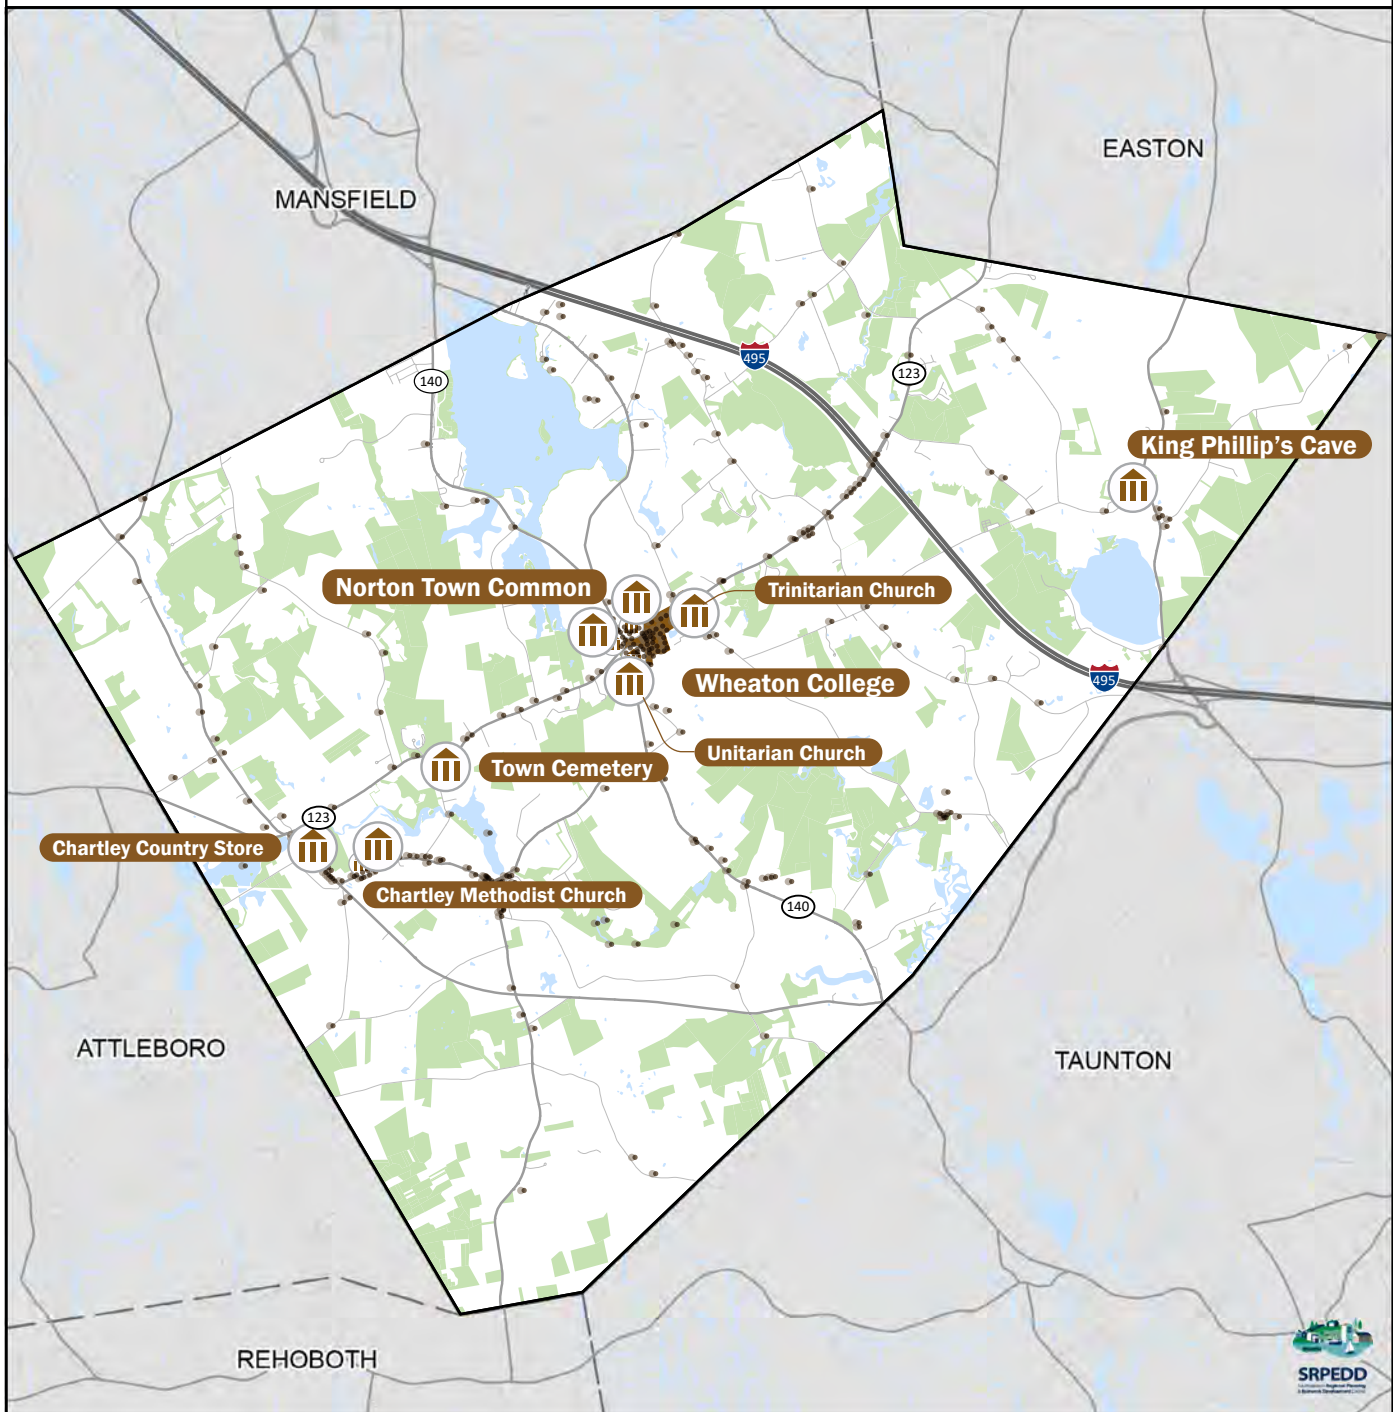 EASTON
MANSFIELD
495
140
123
King Phillip's Cave
Norton Town Common
Trinitarian Church
Wheaton College
495
Unitarian Church
Town Cemetery
123
Chartley Country Store
Chartley Methodist Church
140
ATTLEBORO
TAUNTON
REHOBOTH
SRPEDD